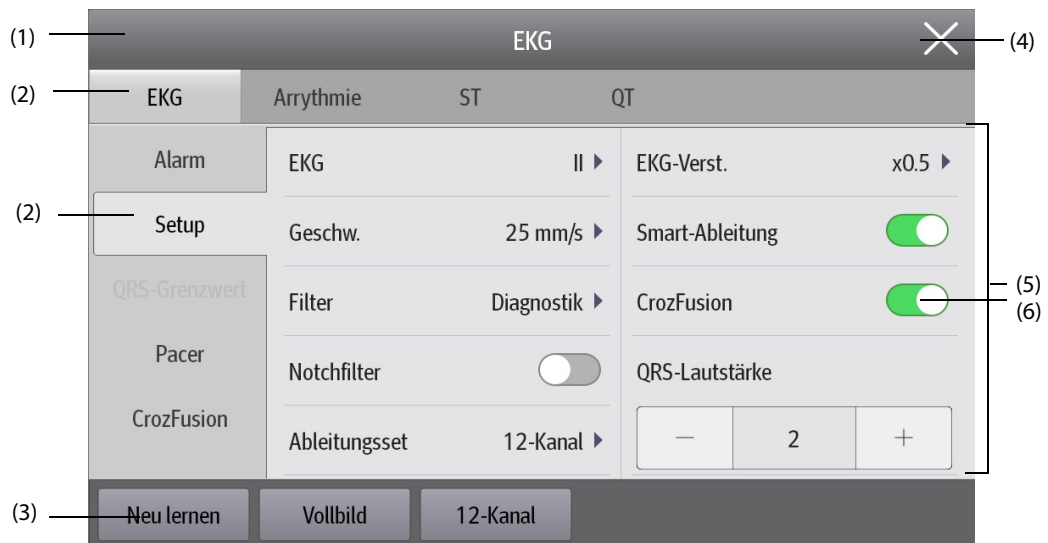 (1) EKG (4)
(2) EKG Arrythmie ST QT
Alarm EKG II EKG-Verst. x0.5
(2) Setup Geschw. 25 mm/s Smart-Ableitung
QRS-Grenzwert Filter Diagnostik CrozFusion (5)
(6)
Pacer Notchfilter QRS-Lautstärke
CrozFusion Ableitungsset 12-Kanal — 2 +
(3) Neu lernen Vollbild 12-Kanal